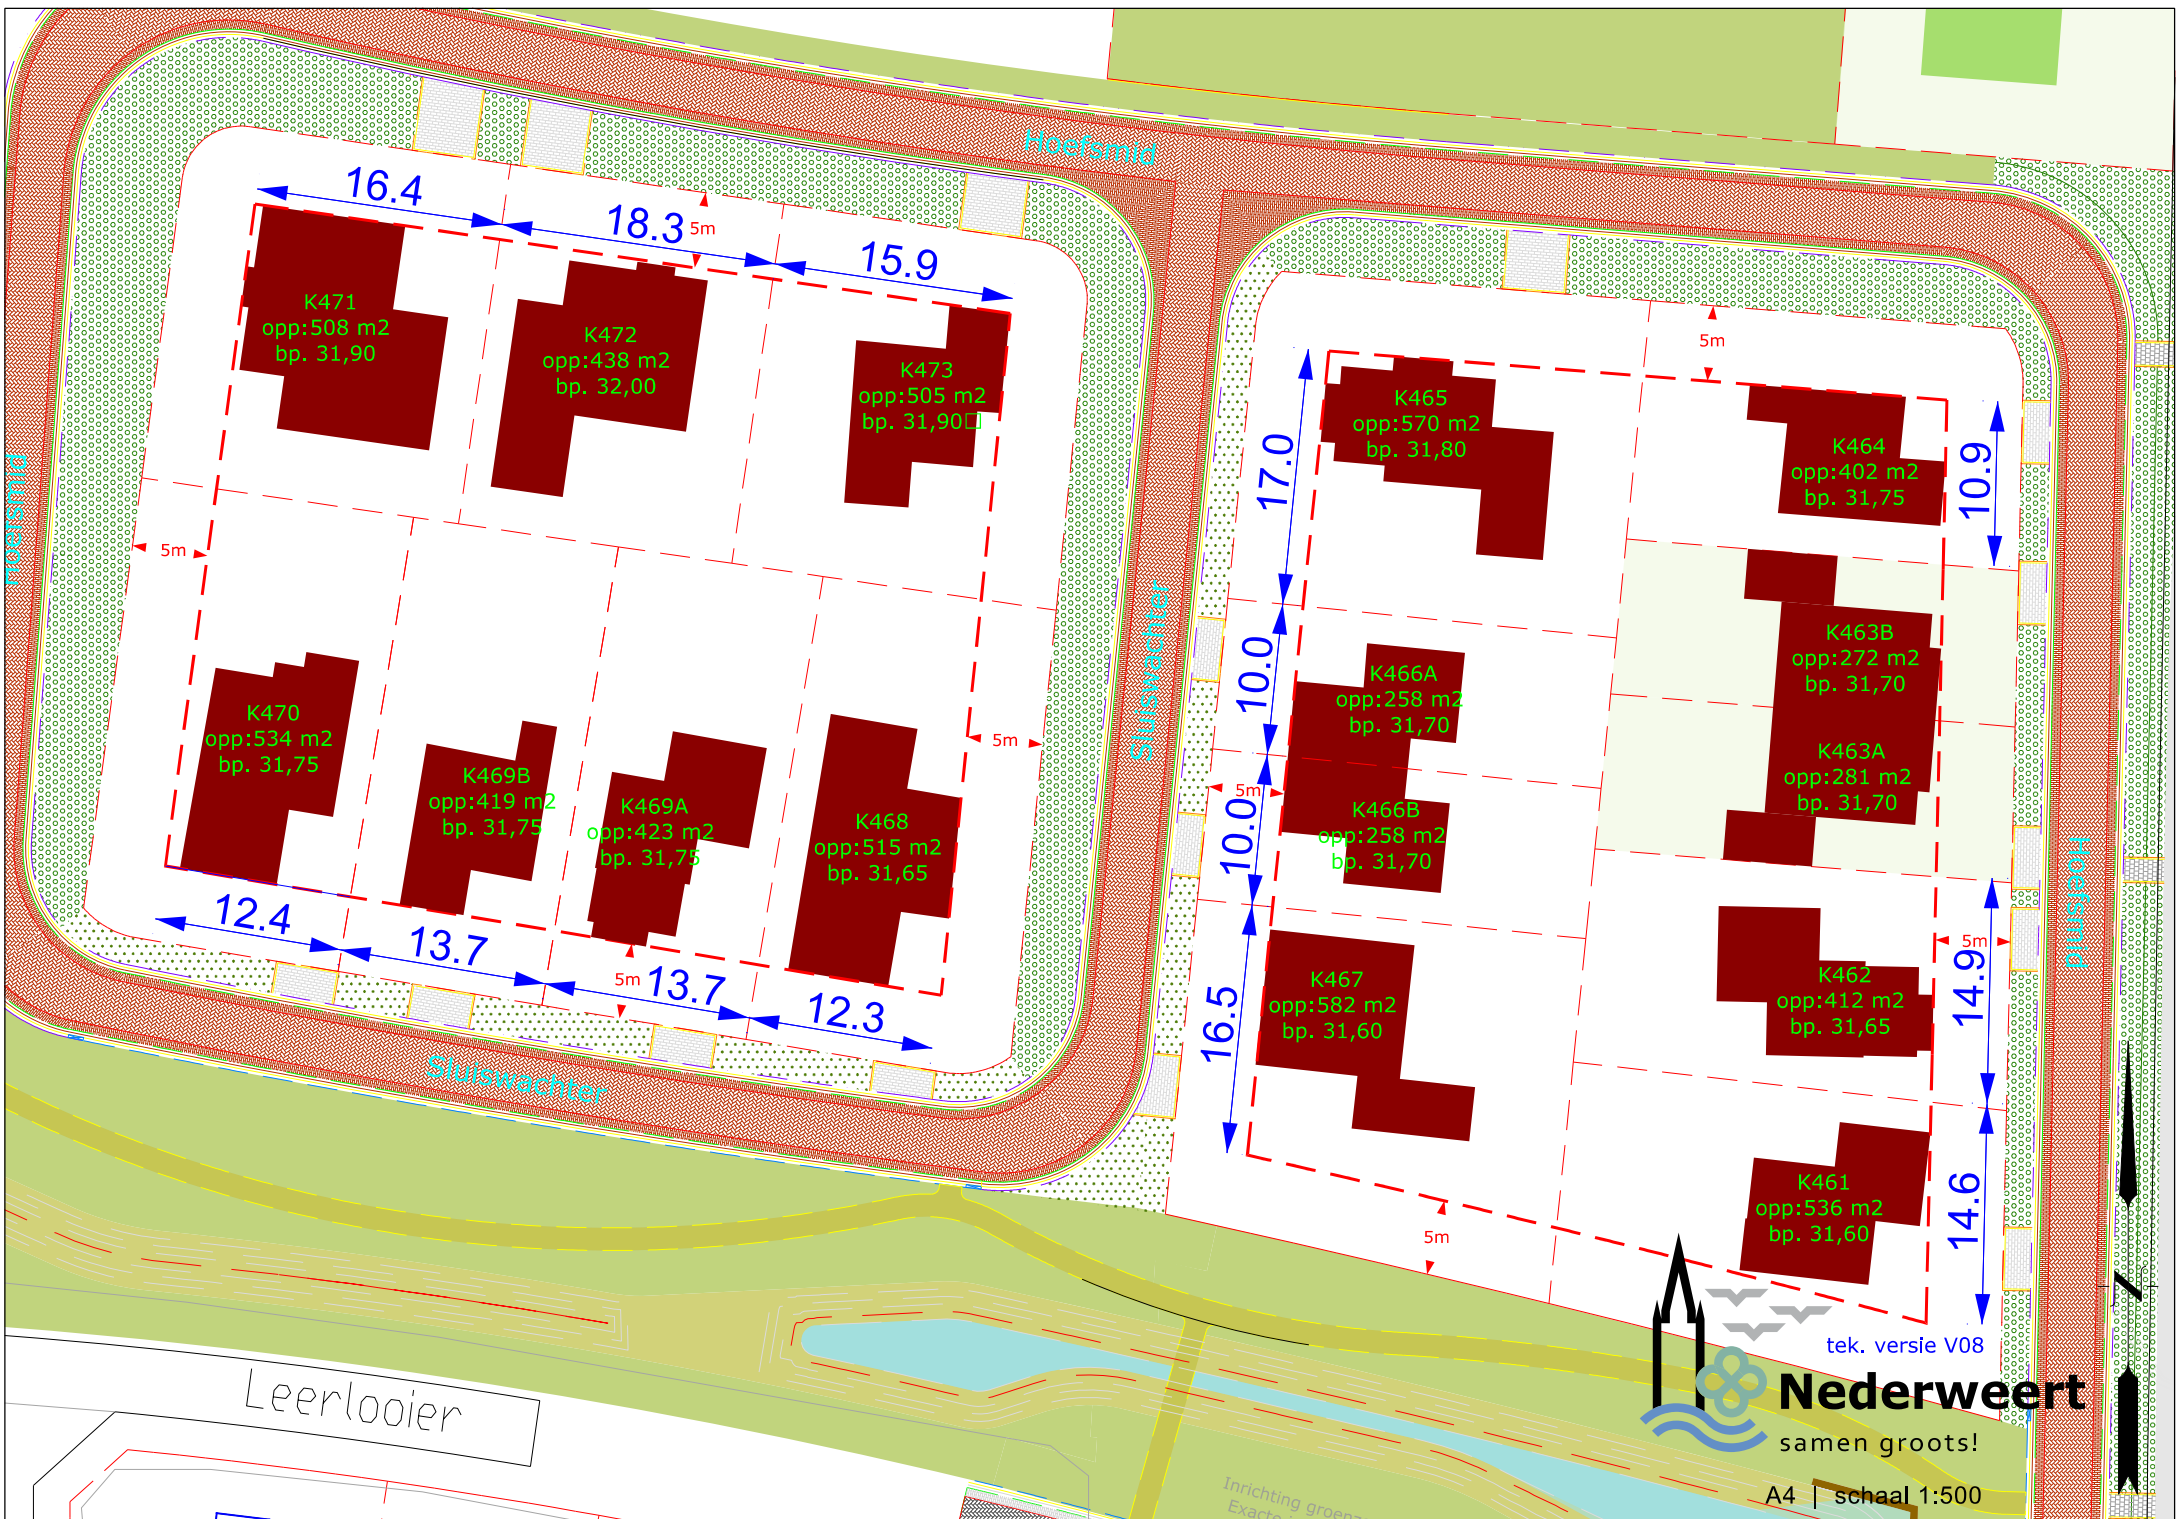 Hoefsmid
16.4
18.3
5m
15.9
K471
opp:508 m2
bp. 31,90
K472
opp:438 m2
bp. 32,00
K473
opp:505 m2
bp. 31,90□
5m
17.0
K465
opp:570 m2
bp. 31,80
K464
opp:402 m2
bp. 31,75
10.9
Hoefsmid
5m
Sluiswachter
K470
opp:534 m2
bp. 31,75
K469B
opp:419 m2
bp. 31,75
K469A
opp:423 m2
bp. 31,75
K468
opp:515 m2
bp. 31,65
5m
10.0
K466A
opp:258 m2
bp. 31,70
K463B
opp:272 m2
bp. 31,70
K463A
opp:281 m2
bp. 31,70
5m
10.0
K466B
opp:258 m2
bp. 31,70
Hoefsmid
12.4
13.7
5m
13.7
12.3
16.5
K467
opp:582 m2
bp. 31,60
K462
opp:412 m2
bp. 31,65
5m
14.9
Sluiswachter
K461
opp:536 m2
bp. 31,60
14.6
5m
N
tek. versie V08
Nederweert
samen groots!
A4 | schaal 1:500
Leerlooier
Inrichting groenz